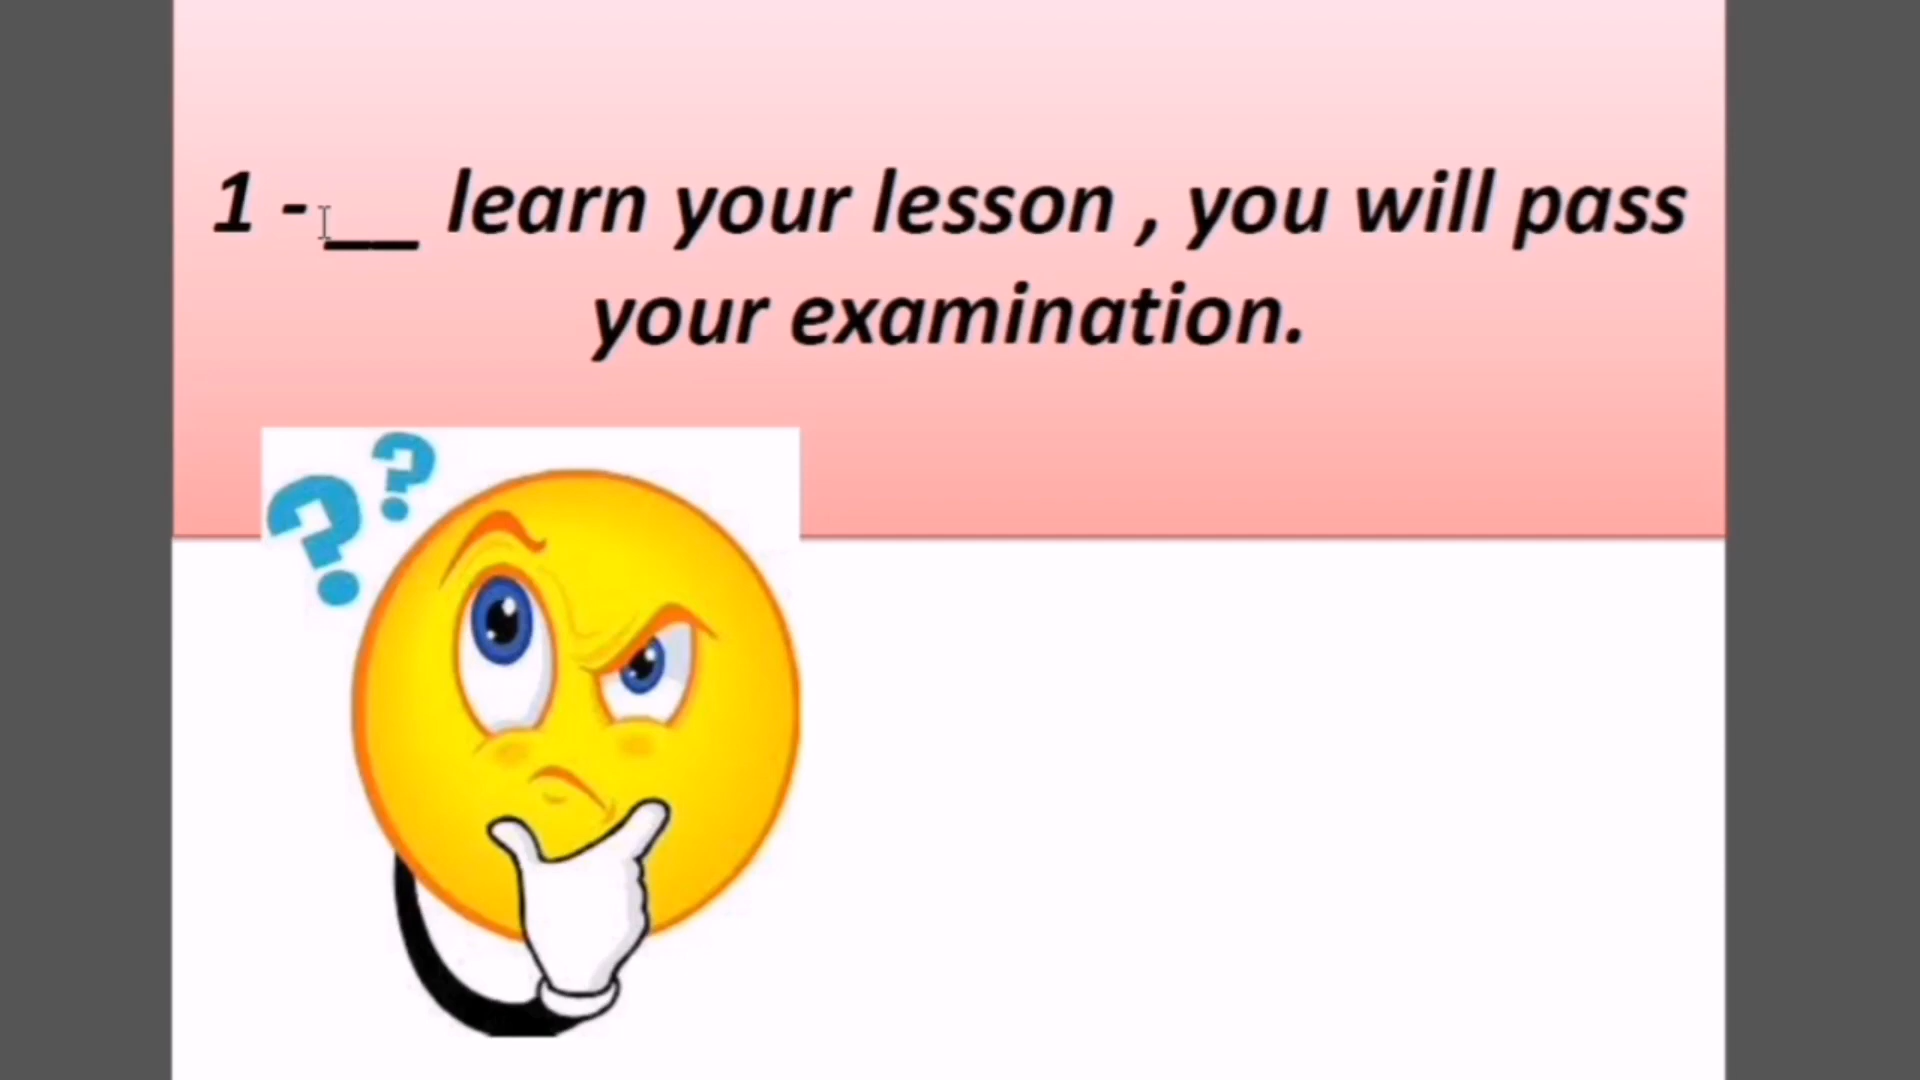 1 -__ learn your lesson , you will pass
your examination.
? ?